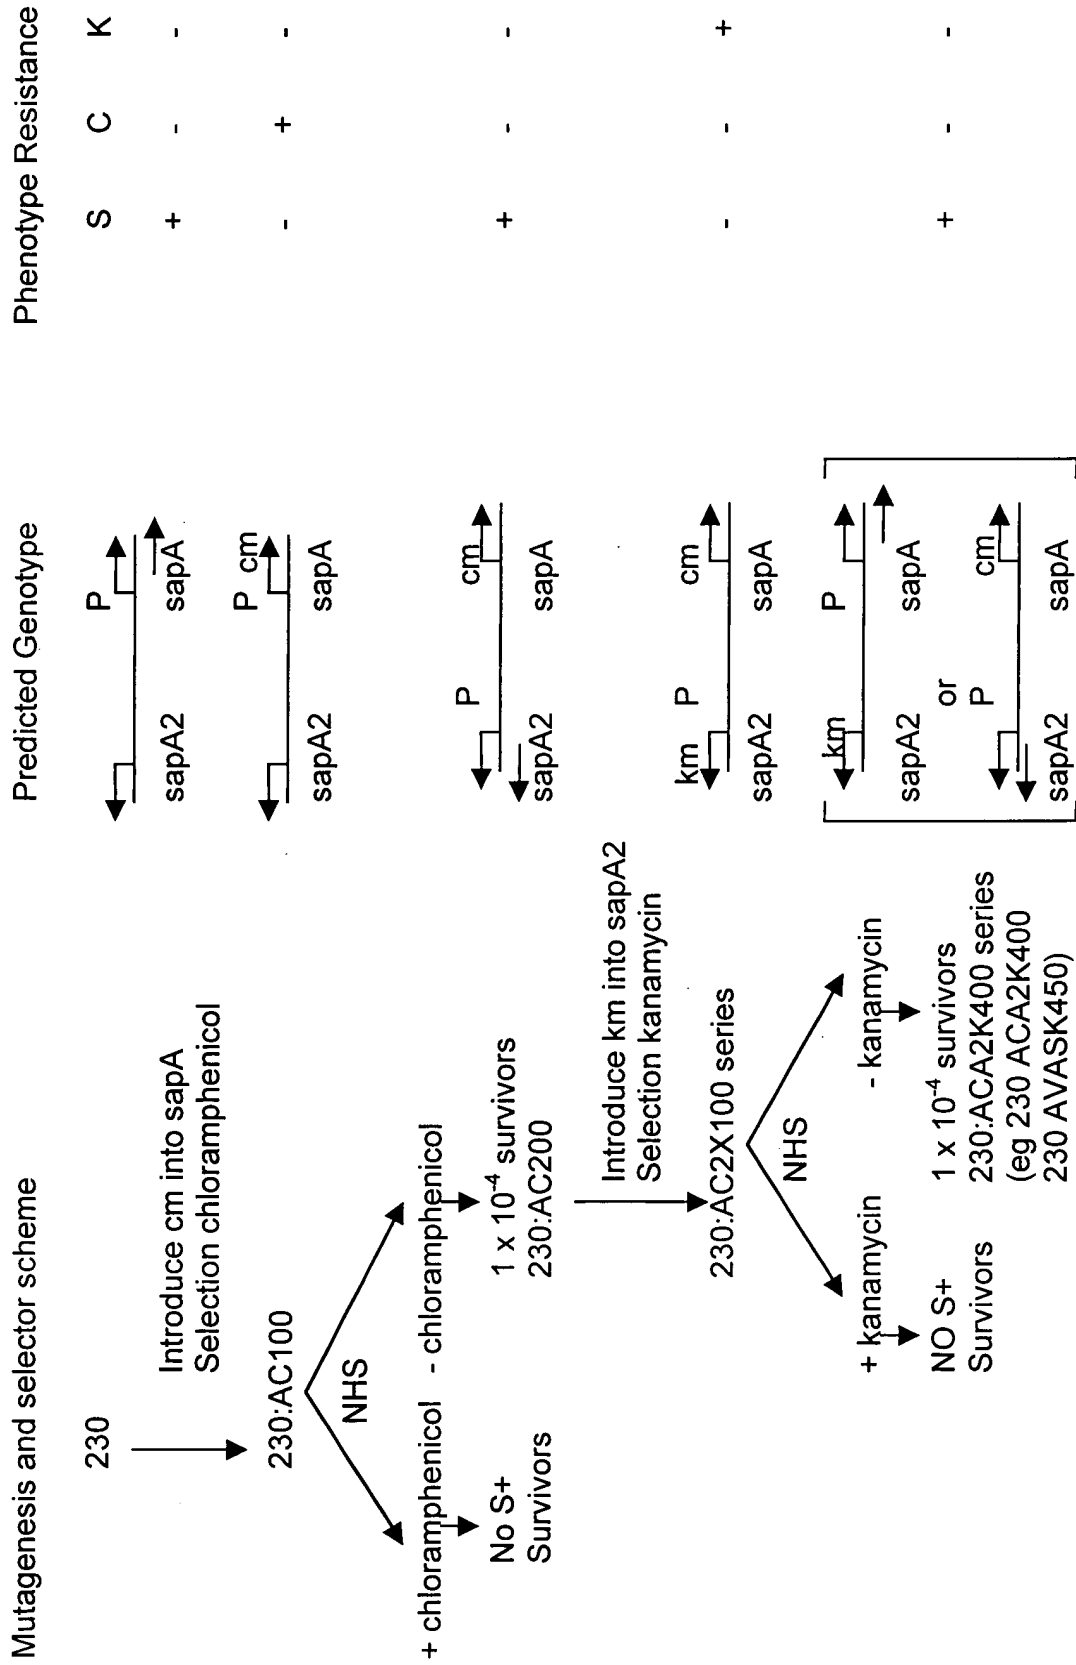 Mutagenesis and selector scheme
Predicted Genotype
Phenotype Resistance
S C K
230
P
sapA2 sapA
+ - -
Introduce cm into sapA
Selection chloramphenicol
230:AC100
P cm
sapA2 sapA
- + -
NHS
+ chloramphenicol - chloramphenicol
No S+
Survivors
1 x 10⁻⁴ survivors
230:AC200
P cm
sapA2 sapA
+ - -
Introduce km into sapA2
Selection kanamycin
230:AC2X100 series
km P cm
sapA2 sapA
- - +
NHS
+ kanamycin - kanamycin
NO S+
Survivors
1 x 10⁻⁴ survivors
230:ACA2K400 series
(eg 230 ACA2K400
230 AVASK450)
km P
sapA2 sapA
or
P cm
sapA2 sapA
+ - -